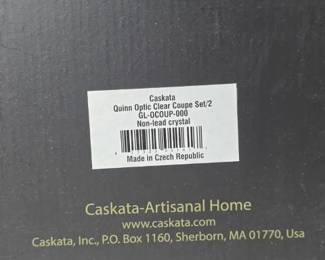 Caskata
Quinn Optic Clear Coupe Set/2
GL-OCOUP-000
Non-lead crystal
Made in Czech Republic
Caskata-Artisanal Home
www.caskata.com
Caskata, Inc., P.O. Box 1160, Sherborn, MA 01770, Usa